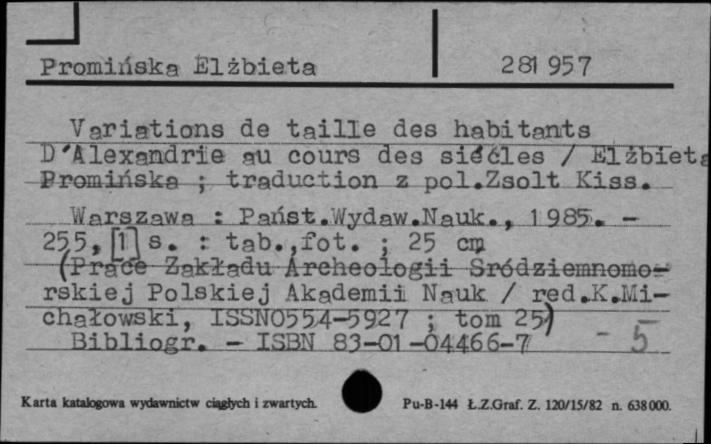 Promińska Elżbieta 281 957
Variations de taille des habitants
D'Alexandrie au cours des siécles / Elżbieta
Promińska ; traduction z pol.Zsolt Kiss.
Warszawa : Państ.Wydaw.Nauk., 1985. -
255,[1] s. : tab.,fot. ; 25 cm
(Prace Zakładu Archeologii Sródziemnomo-
rskiej Polskiej Akademii Nauk / red.K.Mi-
chałowski, ISSN0554-5927 ; tom 25)
Bibliogr. - ISBN 83-01-04466-7 - 5
Karta katalogowa wydawnictw ciągłych i zwartych. Pu-B-144 Ł.Z.Graf. Z. 120/15/82 n. 638000.